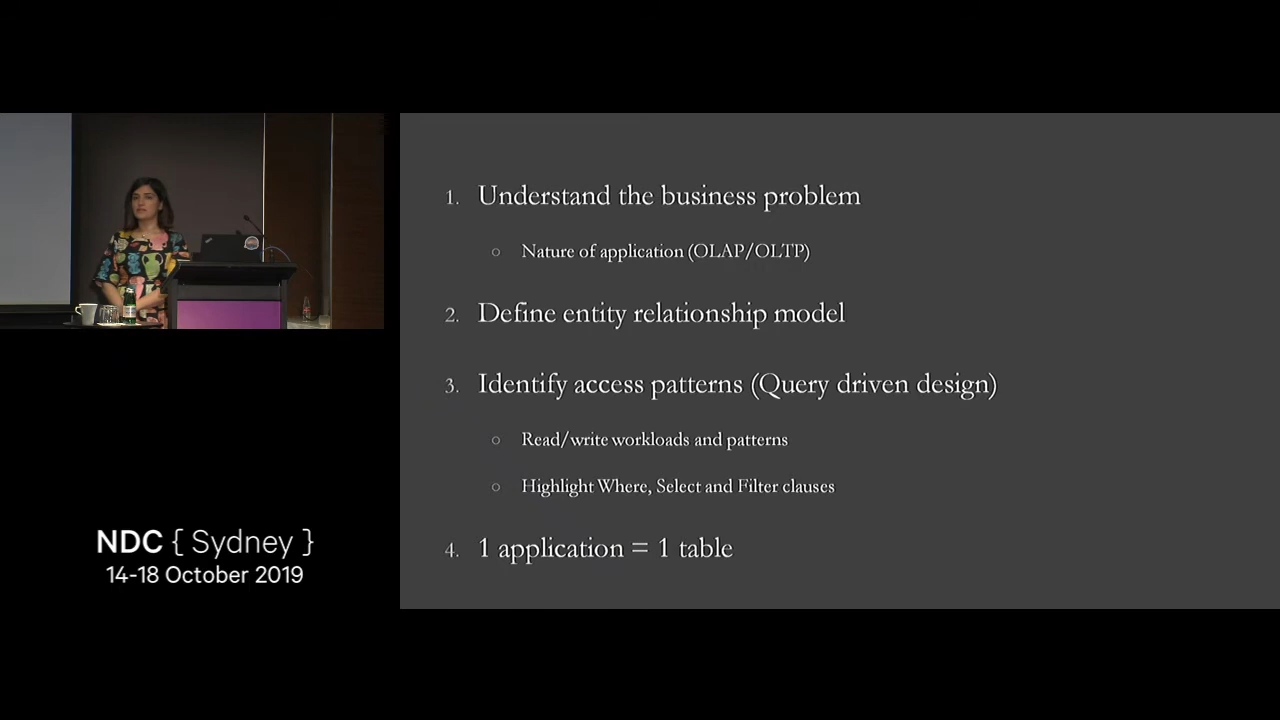 1. Understand the business problem
○ Nature of application (OLAP/OLTP)
2. Define entity relationship model
3. Identify access patterns (Query driven design)
○ Read/write workloads and patterns
○ Highlight Where, Select and Filter clauses
4. 1 application = 1 table
NDC { Sydney }
14-18 October 2019